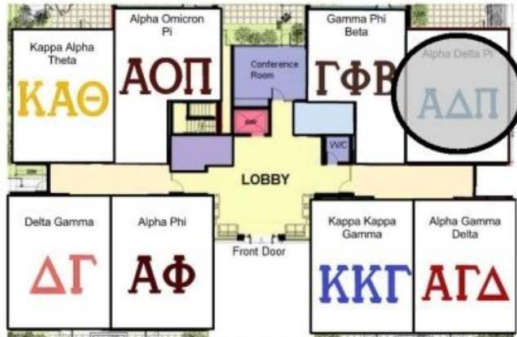 Kappa Alpha
Theta
ΚΑΘ
Alpha Omicron
Pi
ΑΟΠ
Conference
Room
Gamma Phi
Beta
ΓΦΒ
Alpha Delta Pi
ΑΔΠ
W/C
LOBBY
Front Door
Delta Gamma
ΔΓ
Alpha Phi
ΑΦ
Kappa Kappa
Gamma
ΚΚΓ
Alpha Gamma
Delta
ΑΓΔ